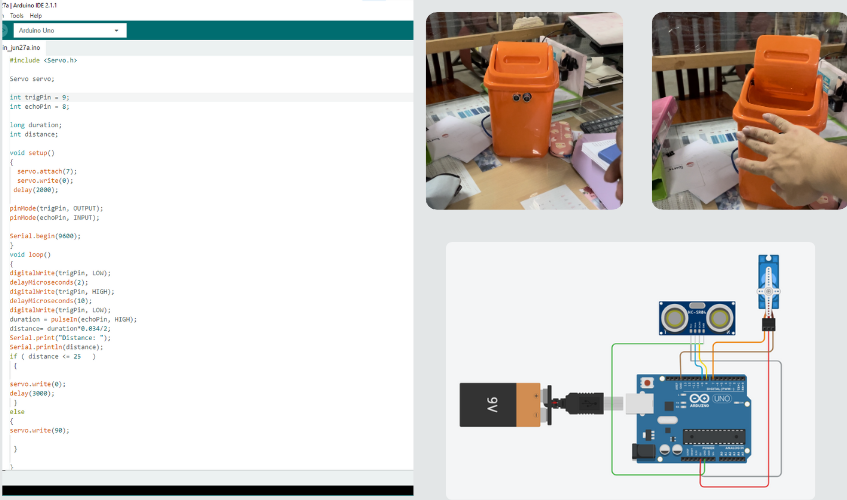 7a | Arduino IDE 2.1.1
Tools Help
Arduino Uno
in_jun27a.ino
#include <Servo.h>
Servo servo;
int trigPin = 9;
int echoPin = 8;
long duration;
int distance;
void setup()
{
servo.attach(7);
servo.write(0);
delay(2000);
pinMode(trigPin, OUTPUT);
pinMode(echoPin, INPUT);
Serial.begin(9600);
}
void loop()
{
digitalWrite(trigPin, LOW);
delayMicroseconds(2);
digitalWrite(trigPin, HIGH);
delayMicroseconds(10);
digitalWrite(trigPin, LOW);
duration = pulseIn(echoPin, HIGH);
distance= duration*0.034/2;
Serial.print("Distance: ");
Serial.println(distance);
if ( distance <= 25 )
{
servo.write(0);
delay(3000);
}
else
{
servo.write(90);
}
}
HC-SR04
9V
UNO
ARDUINO